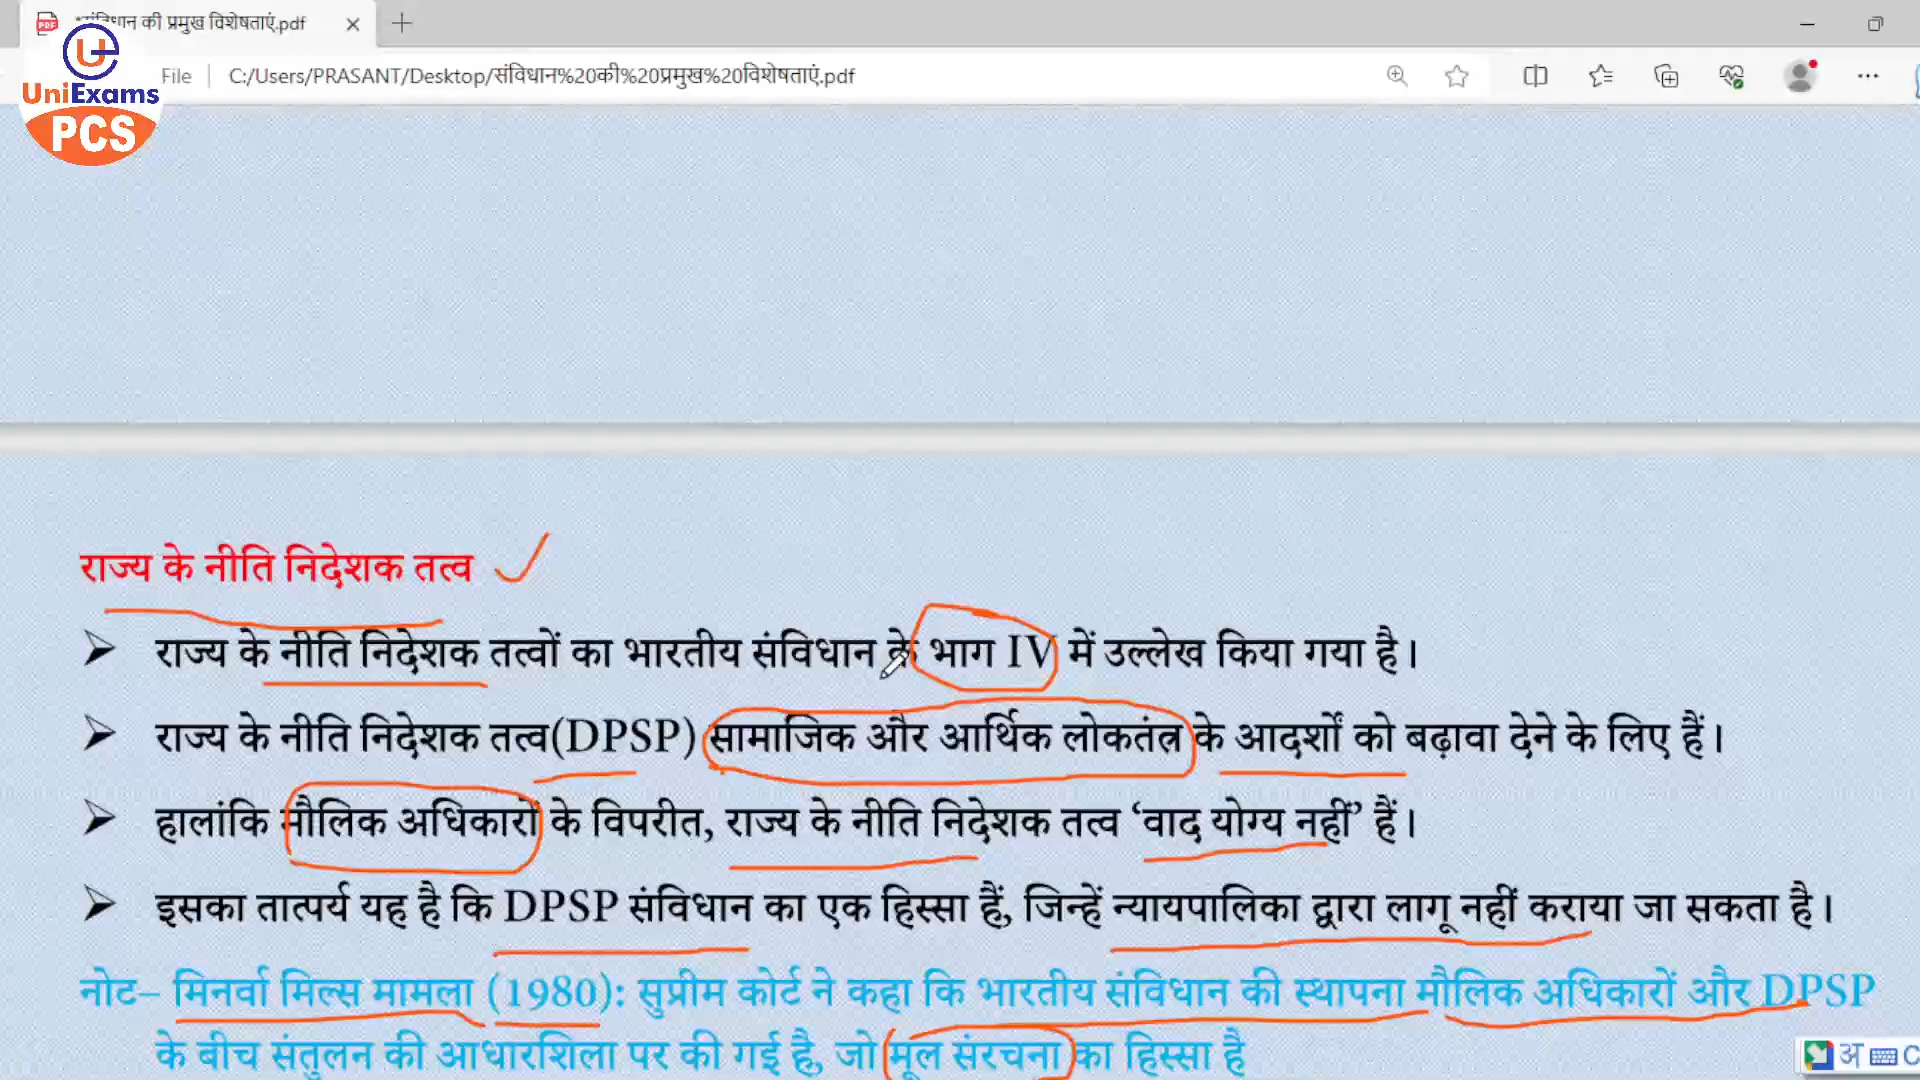 संविधान की प्रमुख विशेषताएं.pdf
File
C:/Users/PRASANT/Desktop/संविधान%20की%20प्रमुख%20विशेषताएं.pdf
UniExams
PCS
राज्य के नीति निदेशक तत्व
➢ राज्य के नीति निदेशक तत्वों का भारतीय संविधान के भाग IV में उल्लेख किया गया है।
➢ राज्य के नीति निदेशक तत्व(DPSP) सामाजिक और आर्थिक लोकतंत्र के आदर्शों को बढ़ावा देने के लिए हैं।
➢ हालांकि मौलिक अधिकारों के विपरीत, राज्य के नीति निदेशक तत्व ‘वाद योग्य नहीं’ हैं।
➢ इसका तात्पर्य यह है कि DPSP संविधान का एक हिस्सा हैं, जिन्हें न्यायपालिका द्वारा लागू नहीं कराया जा सकता है।
नोट– मिनर्वा मिल्स मामला (1980): सुप्रीम कोर्ट ने कहा कि भारतीय संविधान की स्थापना मौलिक अधिकारों और DPSP
के बीच संतुलन की आधारशिला पर की गई है, जो मूल संरचना का हिस्सा है
अ